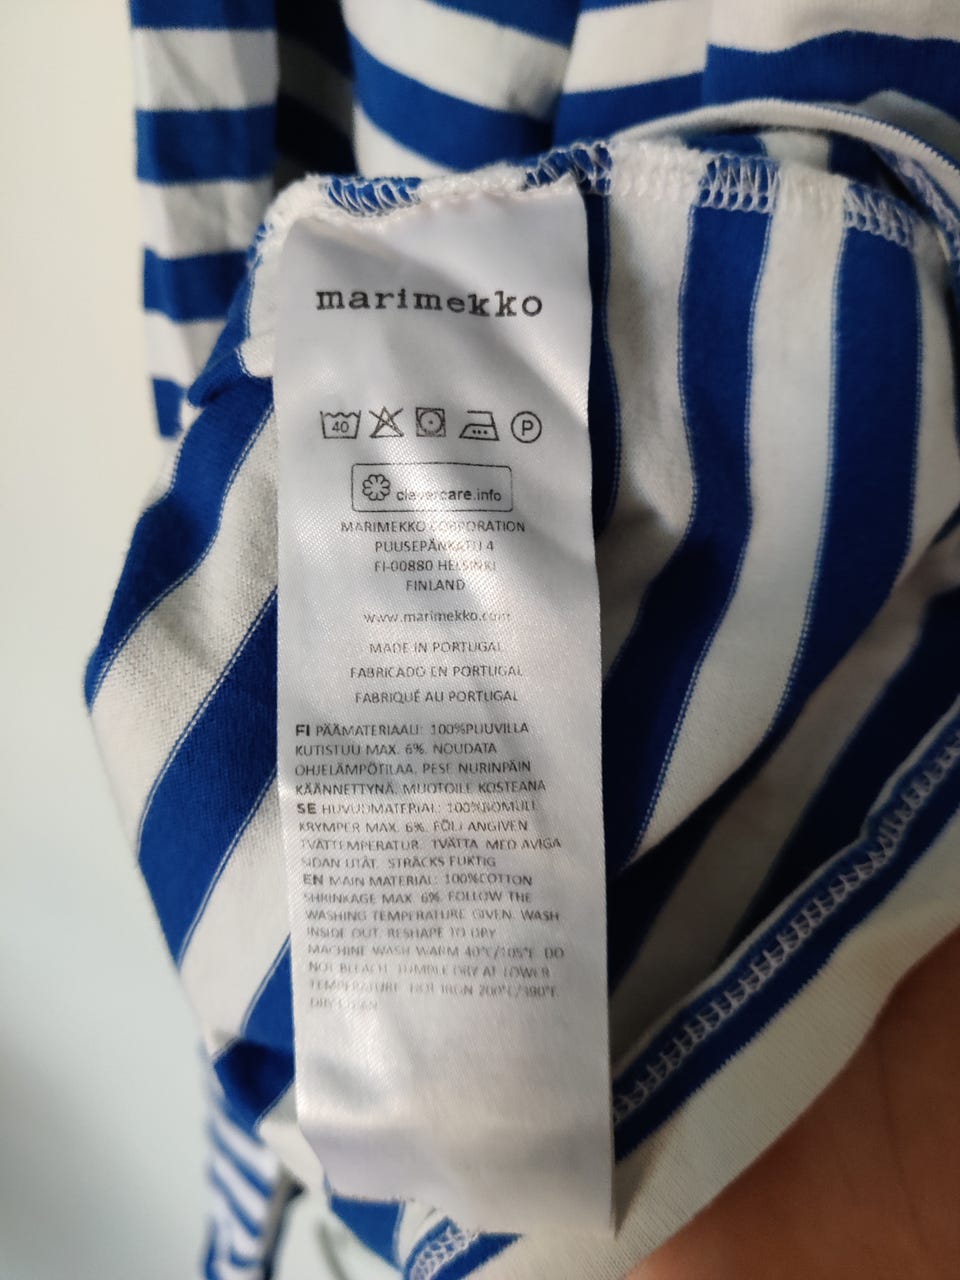 marimekko
40 P
clevercare.info
MARIMEKKO CORPORATION
PUUSEPÄNKATU 4
FI-00880 HELSINKI
FINLAND
www.marimekko.com
MADE IN PORTUGAL
FABRICADO EN PORTUGAL
FABRIQUÉ AU PORTUGAL
FI PÄÄMATERIAALI: 100%PUUVILLA
KUTISTUU MAX. 6%. NOUDATA
OHJELÄMPÖTILAA. PESE NURINPÄIN
KÄÄNNETTYNÄ. MUOTOILE KOSTEANA
SE HUVUDMATERIAL: 100%BOMULL
KRYMPER MAX. 6%. FÖLJ ANGIVEN
TVÄTTEMPERATUR. TVÄTTA MED AVIGA
SIDAN UTÅT. STRÄCKS FUKTIG
EN MAIN MATERIAL: 100%COTTON
SHRINKAGE MAX. 6%. FOLLOW THE
WASHING TEMPERATURE GIVEN. WASH
INSIDE OUT. RESHAPE TO DRY
MACHINE WASH WARM 40°C/105°F. DO
NOT BLEACH. TUMBLE DRY AT LOWER
TEMPERATURE. HOT IRON 200°C/390°F.
DRY CLEAN